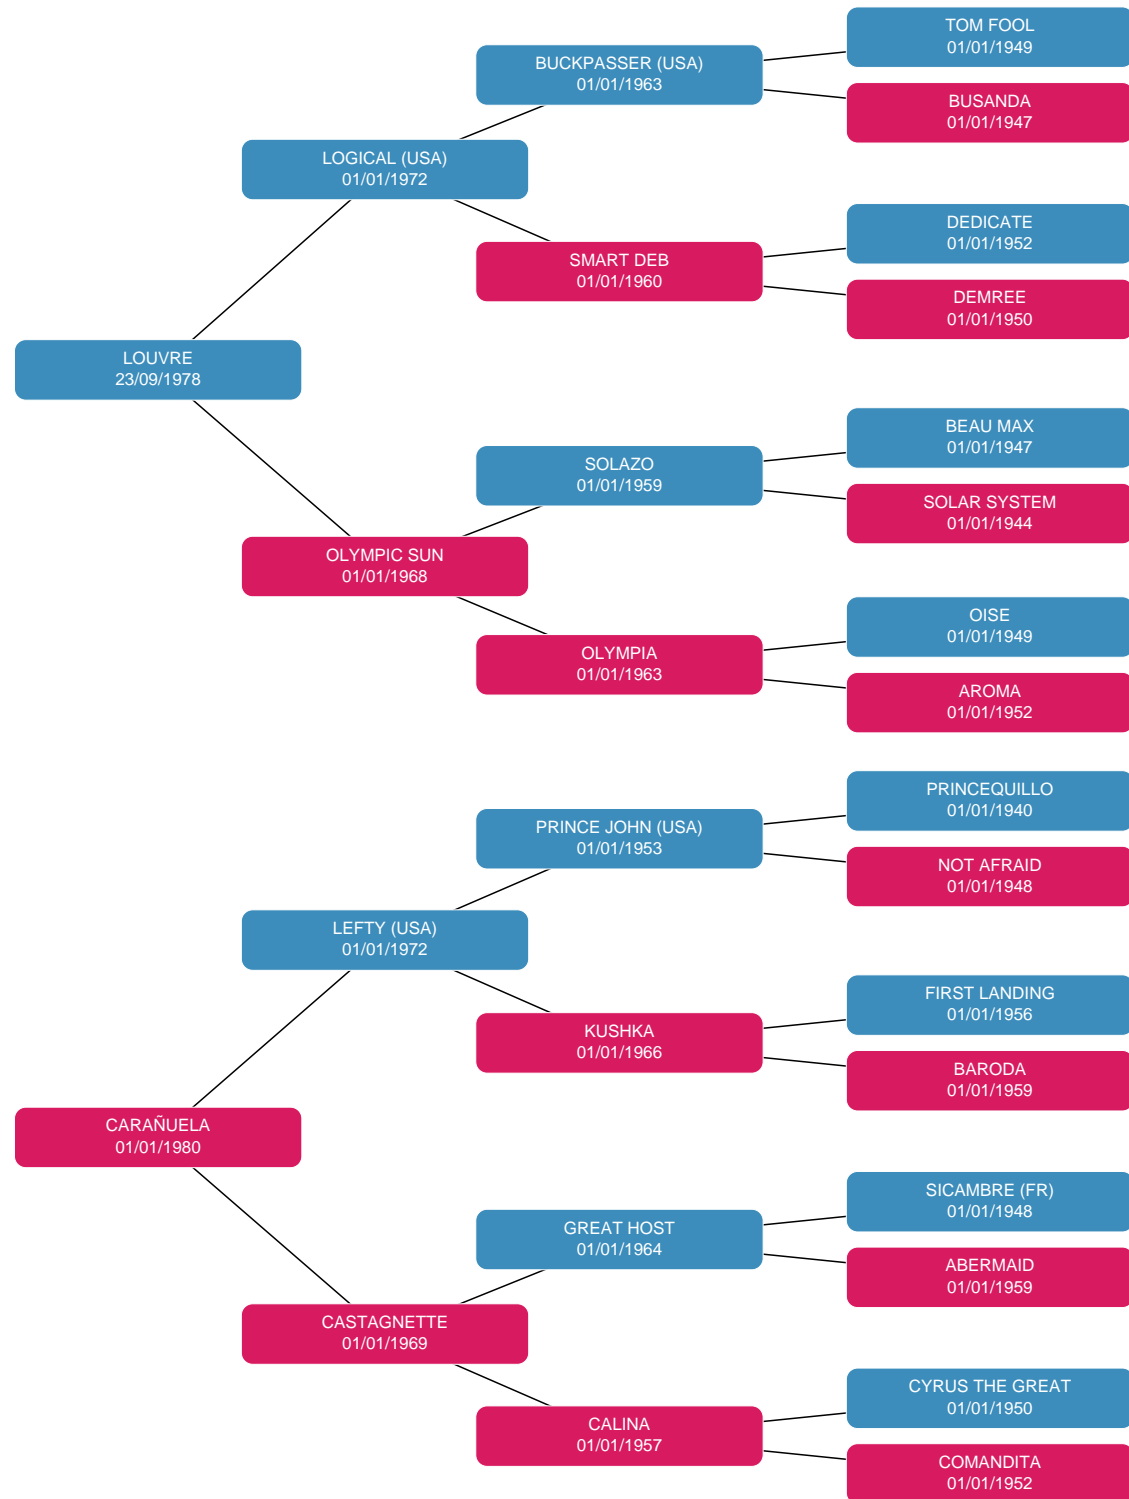 TOM FOOL
01/01/1949
BUCKPASSER (USA)
01/01/1963
BUSANDA
01/01/1947
LOGICAL (USA)
01/01/1972
DEDICATE
01/01/1952
SMART DEB
01/01/1960
DEMREE
01/01/1950
LOUVRE
23/09/1978
BEAU MAX
01/01/1947
SOLAZO
01/01/1959
SOLAR SYSTEM
01/01/1944
OLYMPIC SUN
01/01/1968
OISE
01/01/1949
OLYMPIA
01/01/1963
AROMA
01/01/1952
PRINCEQUILLO
01/01/1940
PRINCE JOHN (USA)
01/01/1953
NOT AFRAID
01/01/1948
LEFTY (USA)
01/01/1972
FIRST LANDING
01/01/1956
KUSHKA
01/01/1966
BARODA
01/01/1959
CARAÑUELA
01/01/1980
SICAMBRE (FR)
01/01/1948
GREAT HOST
01/01/1964
ABERMAID
01/01/1959
CASTAGNETTE
01/01/1969
CYRUS THE GREAT
01/01/1950
CALINA
01/01/1957
COMANDITA
01/01/1952